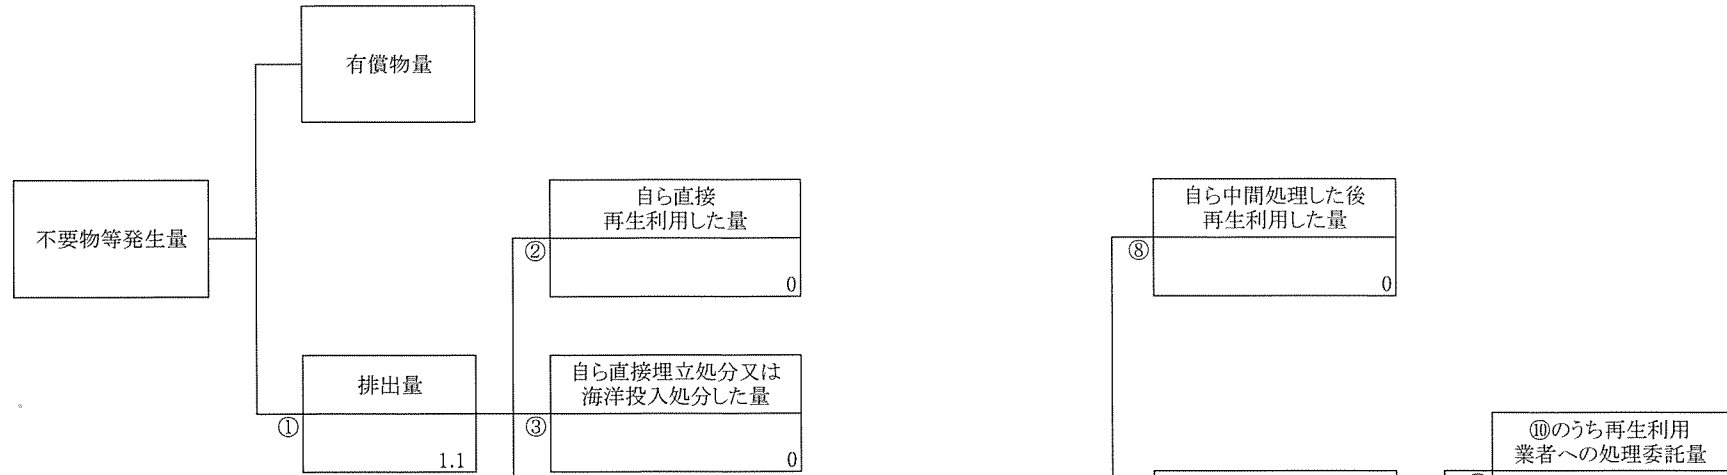 有償物量
不要物等発生量
自ら直接
再生利用した量
②
0
自ら中間処理した後
再生利用した量
⑧
0
排出量
①
1.1
自ら直接埋立処分又は
海洋投入処分した量
③
0
⑩のうち再生利用
業者への処理委託量